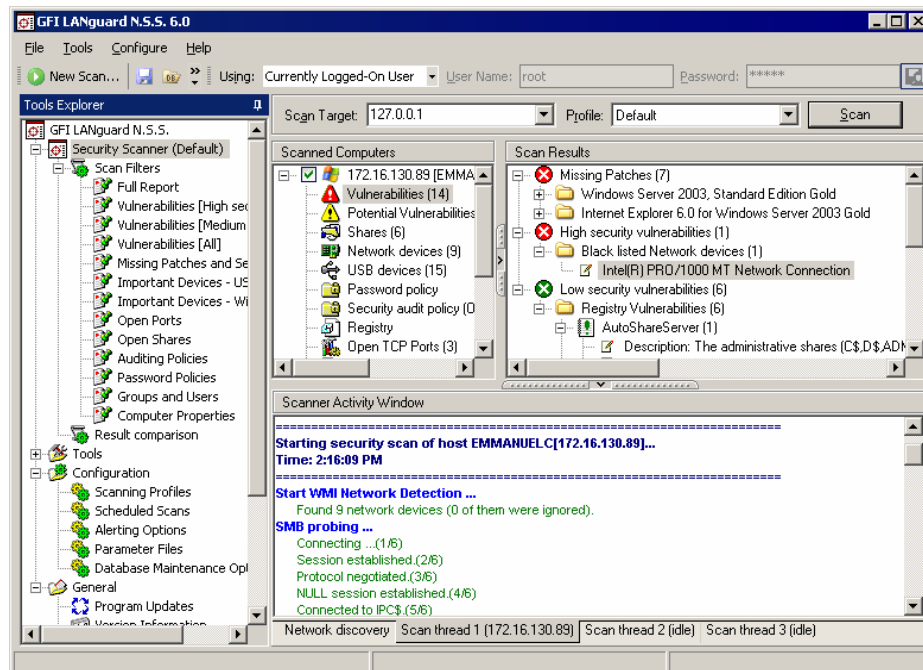 GFI LANguard N.S.S. 6.0
File Tools Configure Help
New Scan... Using: Currently Logged-On User User Name: root Password: *****
Tools Explorer
GFI LANguard N.S.S.
Security Scanner (Default)
Scan Filters
Full Report
Vulnerabilities [High sec
Vulnerabilities [Medium
Vulnerabilities [All]
Missing Patches and Se
Important Devices - US
Important Devices - Wi
Open Ports
Open Shares
Auditing Policies
Password Policies
Groups and Users
Computer Properties
Result comparison
Tools
Configuration
Scanning Profiles
Scheduled Scans
Alerting Options
Parameter Files
Database Maintenance Opt
General
Program Updates
Version Information
Scan Target: 127.0.0.1 Profile: Default Scan
Scanned Computers
172.16.130.89 [EMMA
Vulnerabilities (14)
Potential Vulnerabilities
Shares (6)
Network devices (9)
USB devices (15)
Password policy
Security audit policy (O
Registry
Open TCP Ports (3)
Scan Results
Missing Patches (7)
Windows Server 2003, Standard Edition Gold
Internet Explorer 6.0 for Windows Server 2003 Gold
High security vulnerabilities (1)
Black listed Network devices (1)
Intel(R) PRO/1000 MT Network Connection
Low security vulnerabilities (6)
Registry Vulnerabilities (6)
AutoShareServer (1)
Description: The administrative shares (C$,D$,ADM
Scanner Activity Window
Starting security scan of host EMMANUELC[172.16.130.89]...
Time: 2:16:09 PM
Start WMI Network Detection ...
Found 9 network devices (0 of them were ignored).
SMB probing ...
Connecting ...(1/6)
Session established.(2/6)
Protocol negotiated.(3/6)
NULL session established.(4/6)
Connected to IPC$.(5/6)
Network discovery Scan thread 1 (172.16.130.89) Scan thread 2 (idle) Scan thread 3 (idle)